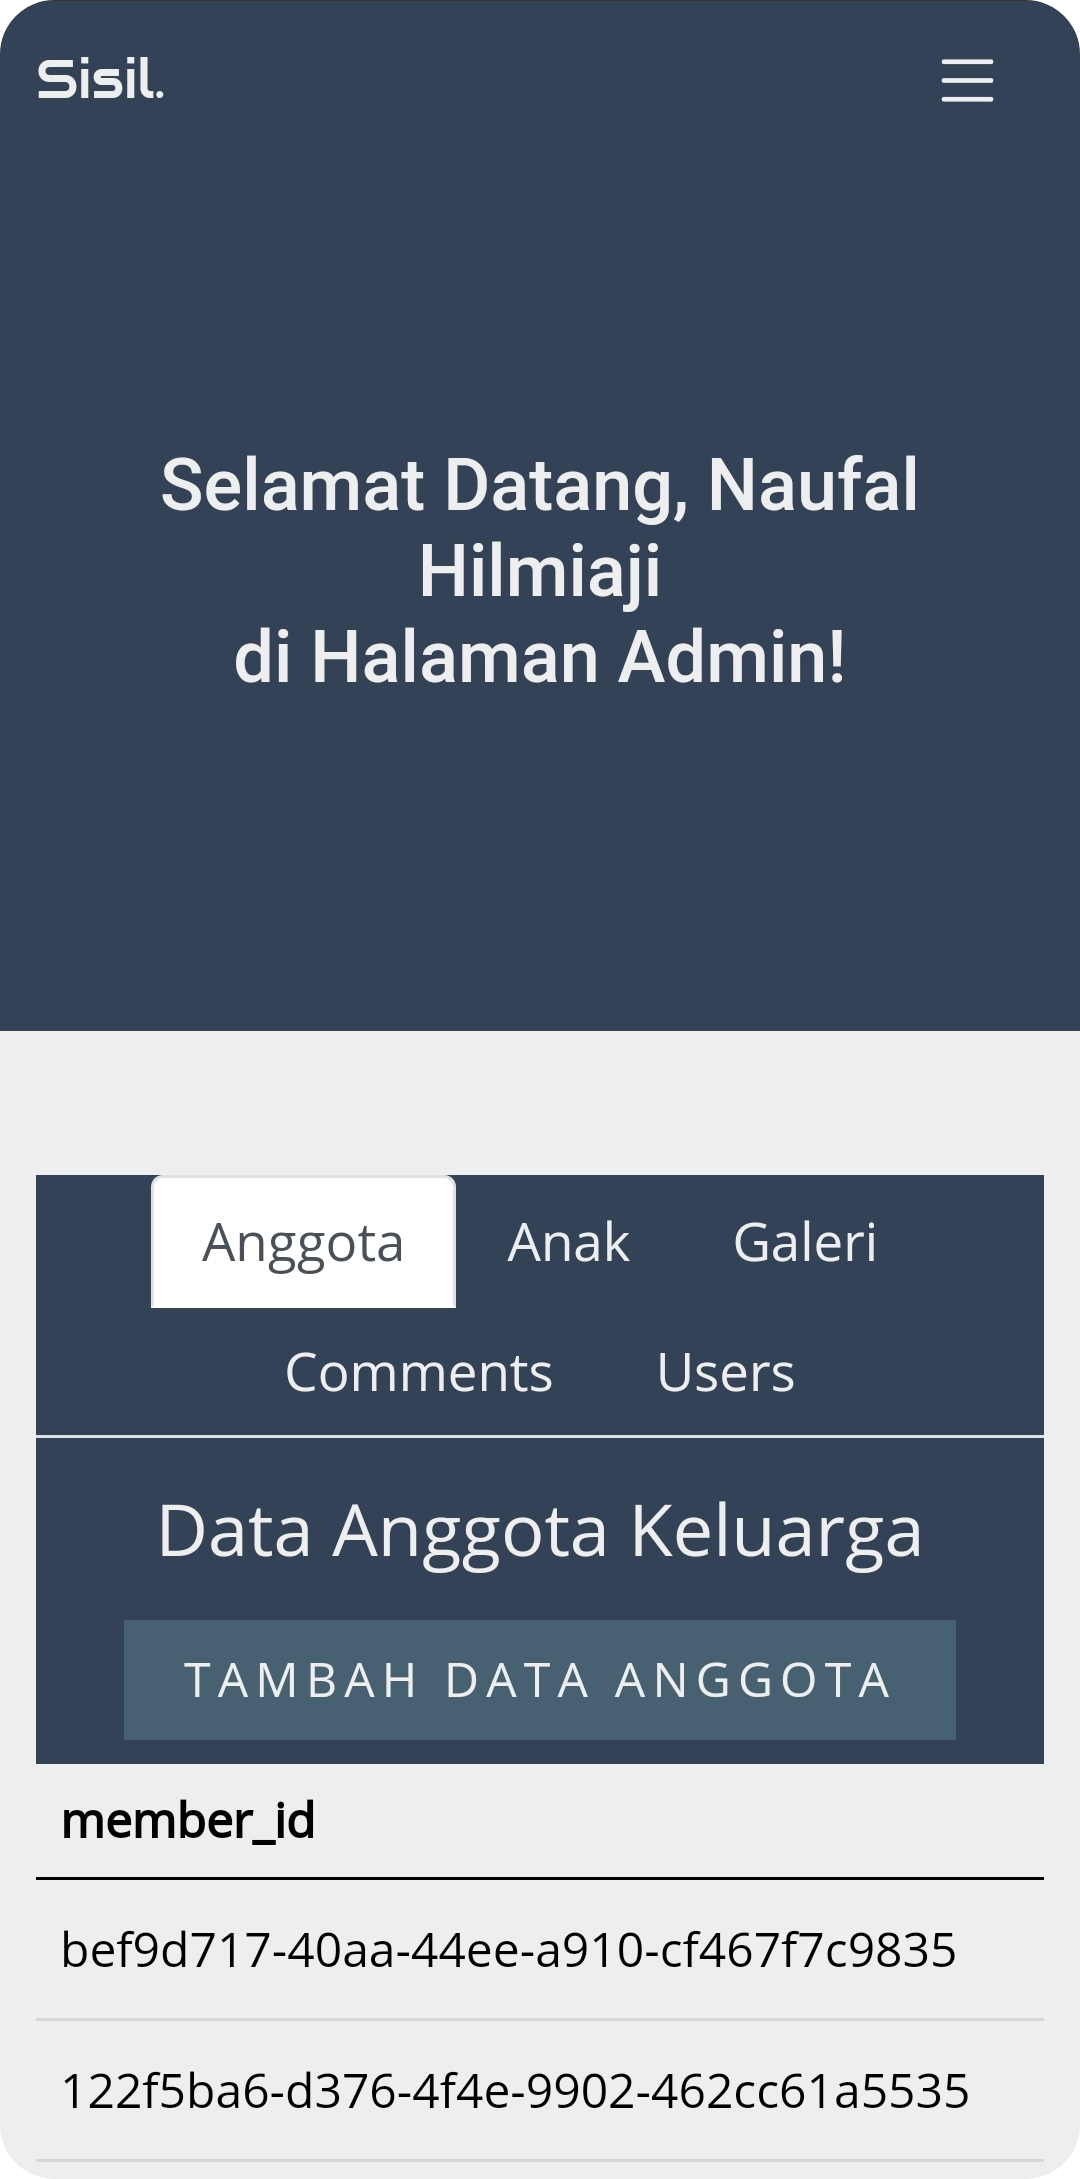 Sisil.
Selamat Datang, Naufal
Hilmiaji
di Halaman Admin!
Anggota Anak Galeri
Comments Users
Data Anggota Keluarga
TAMBAH DATA ANGGOTA
member_id
bef9d717-40aa-44ee-a910-cf467f7c9835
122f5ba6-d376-4f4e-9902-462cc61a5535